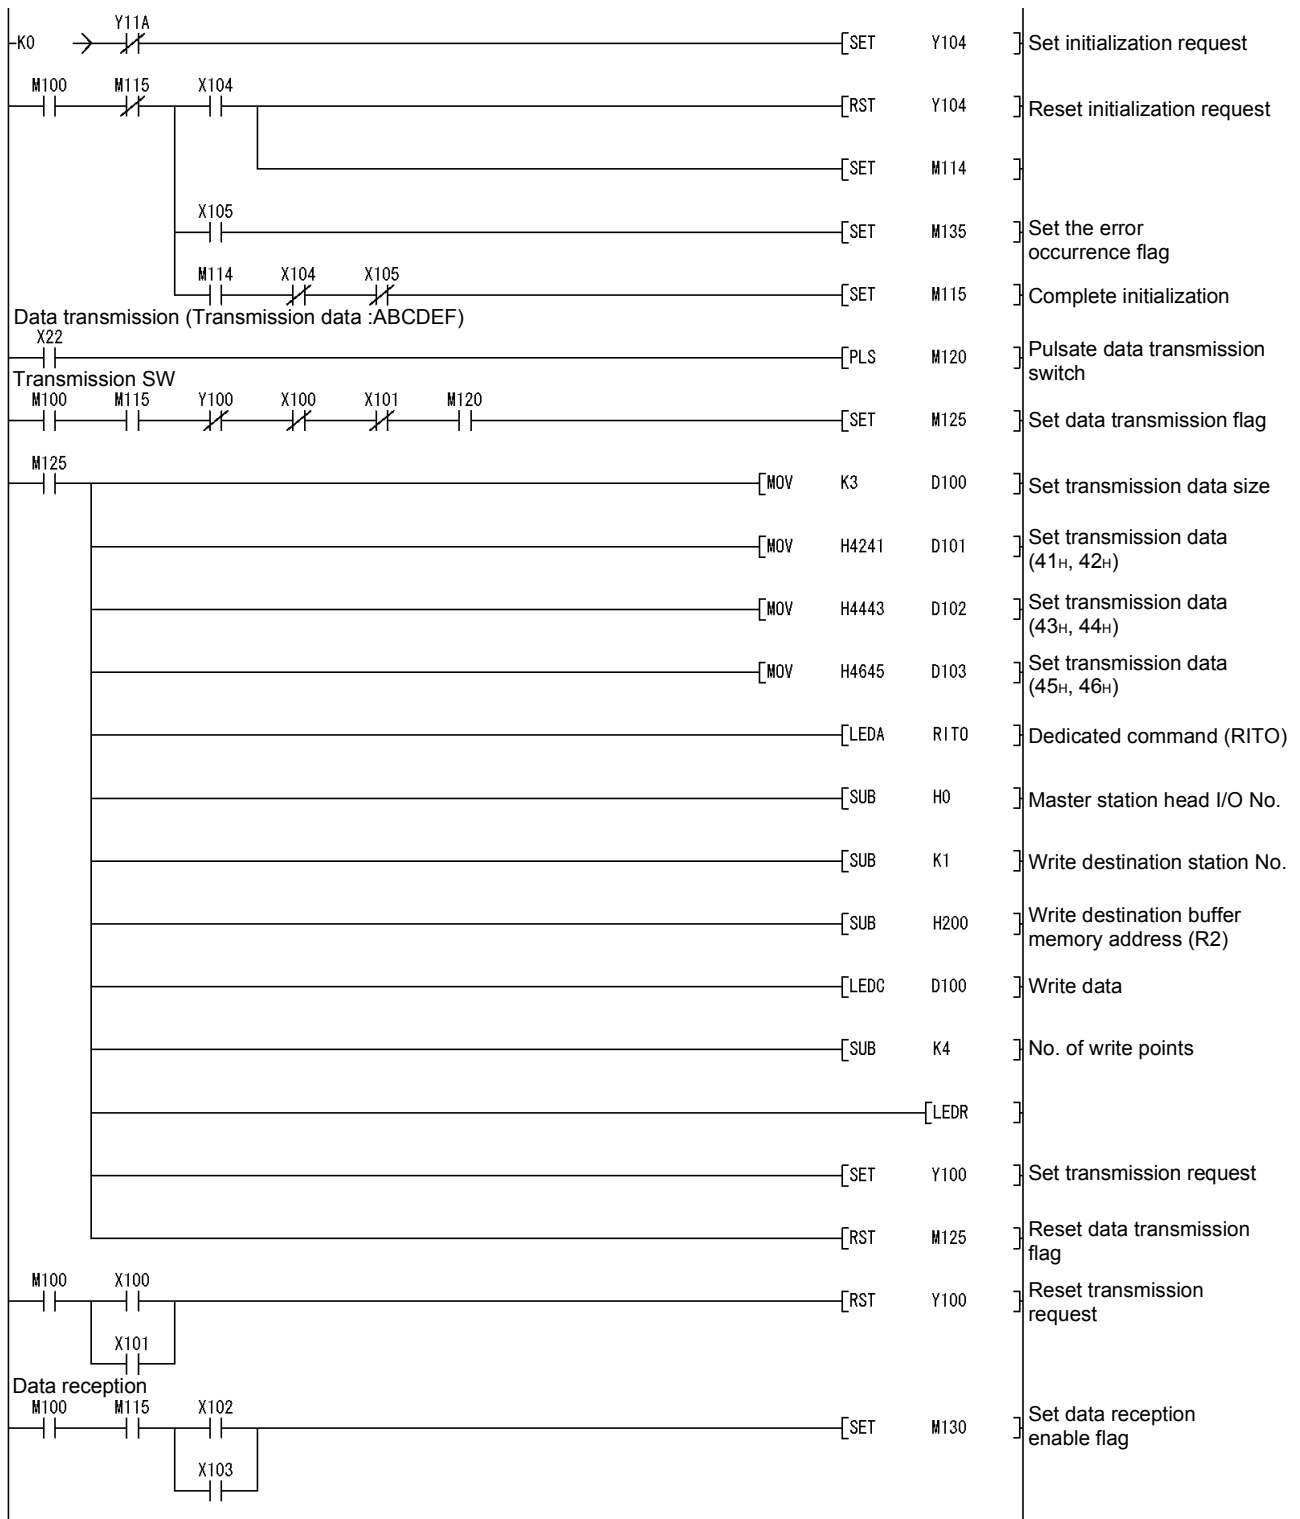 Y11A
K0 [SET Y104] Set initialization request
M100 M115 X104
[RST Y104] Reset initialization request
[SET M114]
X105
[SET M135] Set the error
occurrence flag
M114 X104 X105
[SET M115] Complete initialization
Data transmission (Transmission data :ABCDEF)
X22
[PLS M120] Pulsate data transmission
switch
Transmission SW
M100 M115 Y100 X100 X101 M120
[SET M125] Set data transmission flag
M125
[MOV K3 D100] Set transmission data size
[MOV H4241 D101] Set transmission data
(41H, 42H)
[MOV H4443 D102] Set transmission data
(43H, 44H)
[MOV H4645 D103] Set transmission data
(45H, 46H)
[LEDA RITO] Dedicated command (RITO)
[SUB H0] Master station head I/O No.
[SUB K1] Write destination station No.
[SUB H200] Write destination buffer
memory address (R2)
[LEDC D100] Write data
[SUB K4] No. of write points
[LEDR]
[SET Y100] Set transmission request
[RST M125] Reset data transmission
flag
M100 X100
[RST Y100] Reset transmission
request
X101
Data reception
M100 M115 X102
[SET M130] Set data reception
enable flag
X103